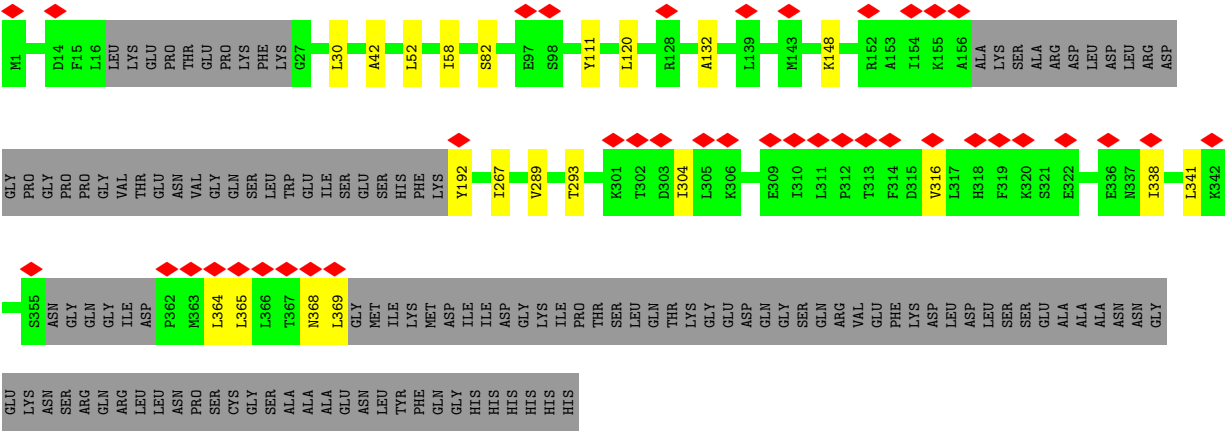 M1 D14 F15 L16 LEU LYS GLU PRO THR GLU PRO LYS PHE LYS G27 L30 A42 L52 I58 S82 E97 S98 Y111 L120 R128 A132 L139 M143 K148 R152 A153 I154 K155 A156 ALA LYS SER ALA ARG ASP LEU ASP LEU ARG ASP
GLY PRO GLY PRO PRO GLY VAL THR GLU ASN VAL GLY GLN SER LEU TRP GLU ILE SER GLU SER HIS PHE LYS Y192 I267 V289 T293 K301 T302 D303 I304 L305 K306 E309 I310 L311 P312 T313 F314 D315 V316 L317 H318 F319 K320 S321 E322 E336 N337 I338 L341 K342
S355 ASN GLY GLN GLY ILE ASP P362 M363 L364 L365 L366 T367 N368 L369 GLY MET ILE LYS MET ASP ILE ILE ASP GLY LYS ILE PRO THR SER LEU GLN THR LYS GLY GLU ASP GLN GLY SER GLN ARG VAL GLU PHE LYS ASP LEU ASP LEU SER SER GLU ALA ALA ALA ASN ASN GLY
GLU LYS ASN SER ARG GLN ARG LEU LEU ASN PRO SER CYS GLY SER ALA ALA ALA GLU ASN LEU TYR PHE GLN GLY HIS HIS HIS HIS HIS HIS